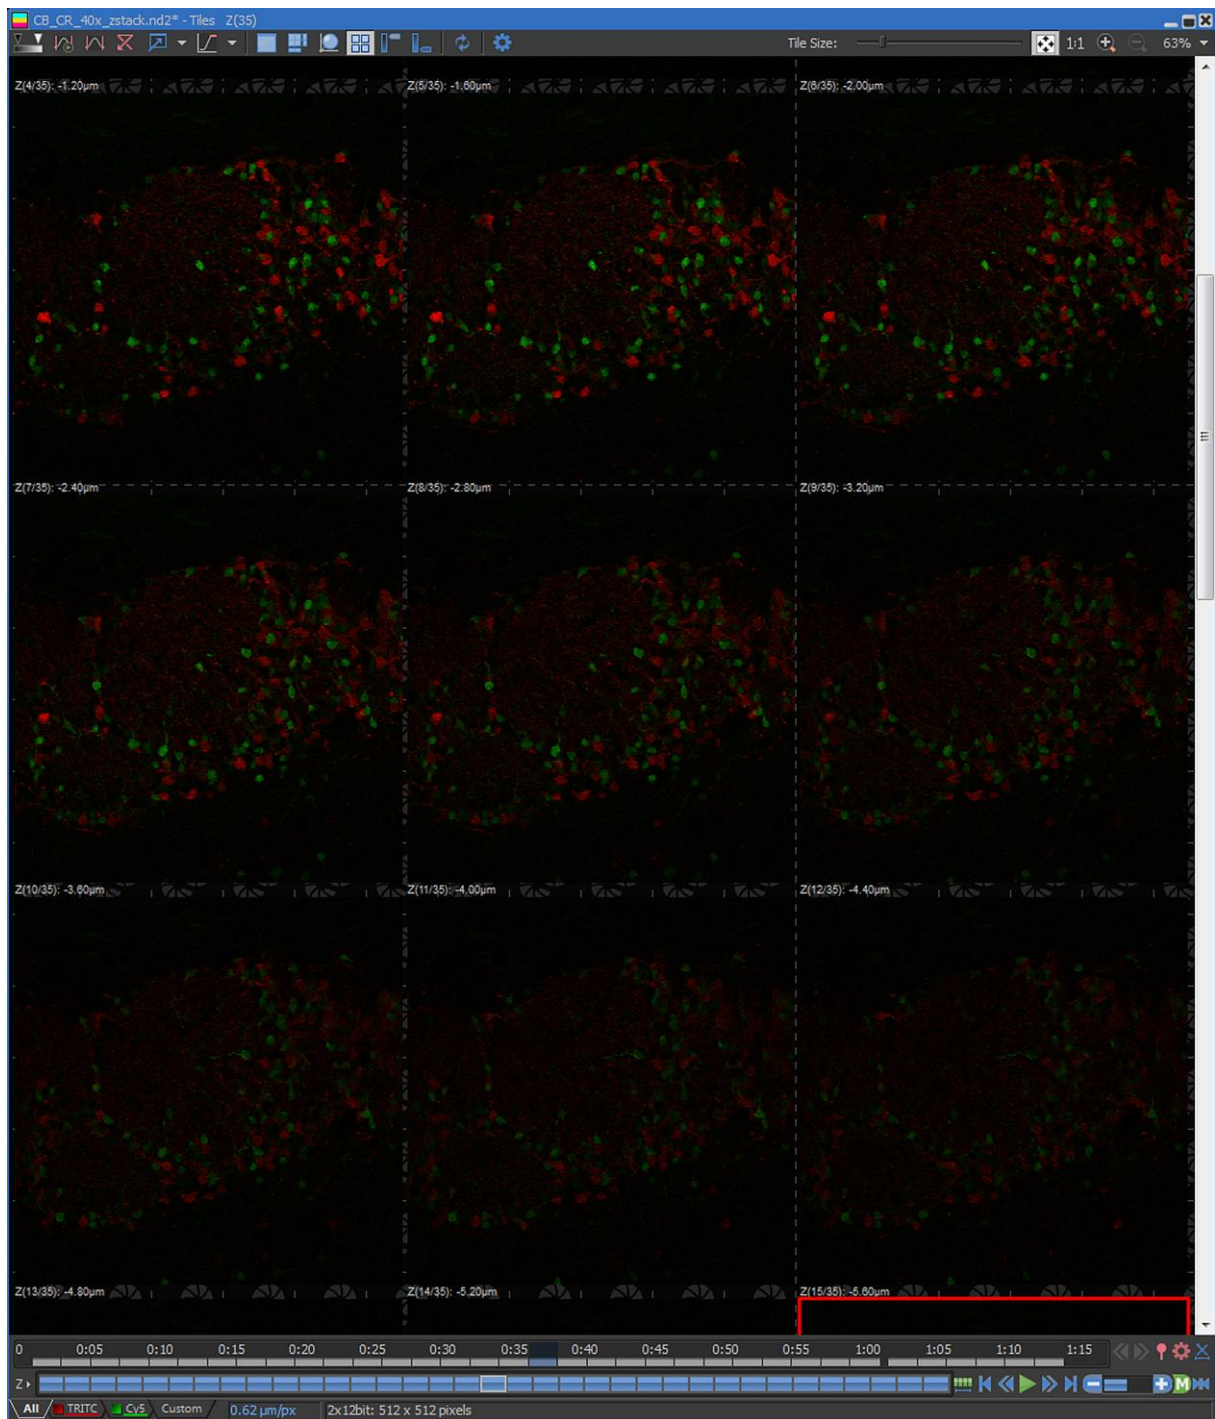 CB_CR_40x_zstack.nd2* - Tiles Z(35)
Tile Size: 1:1 63%
Z(4/35): -1.20µm Z(5/35): -1.60µm Z(6/35): -2.00µm
Z(7/35): -2.40µm Z(8/35): -2.80µm Z(9/35): -3.20µm
Z(10/35): -3.60µm Z(11/35): -4.00µm Z(12/35): -4.40µm
Z(13/35): -4.80µm Z(14/35): -5.20µm Z(15/35): -5.60µm
0 0:05 0:10 0:15 0:20 0:25 0:30 0:35 0:40 0:45 0:50 0:55 1:00 1:05 1:10 1:15
Z M
All TRITC Cy5 Custom 0.62 µm/px 2x12bit: 512 x 512 pixels